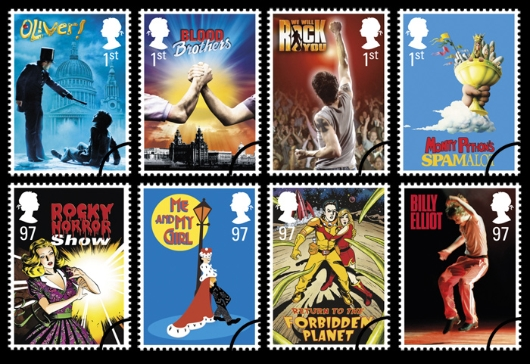 OLIVER!
1st
BLOOD
Brothers
1st
WE WILL
ROCK
YOU
1st
1st
MONTY PYTHON'S
SPAMALOT
ROCKY
HORROR
Show
97
ME
AND MY
GIRL
97
97
RETURN TO THE
FORBIDDEN
PLANET
BILLY
ELLIOT
97